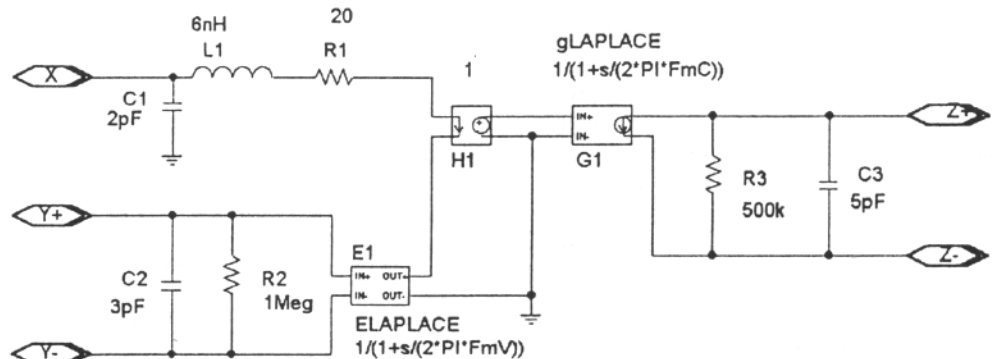 6nH
L1
20
R1
X
C1
2pF
1
H1
gLAPLACE
1/(1+s/(2*PI*FmC))
IN+
IN-
G1
Z+
R3
500k
C3
5pF
Z-
Y+
C2
3pF
R2
1Meg
E1
IN+ OUT+
IN- OUT-
ELAPLACE
1/(1+s/(2*PI*FmV))
Y-